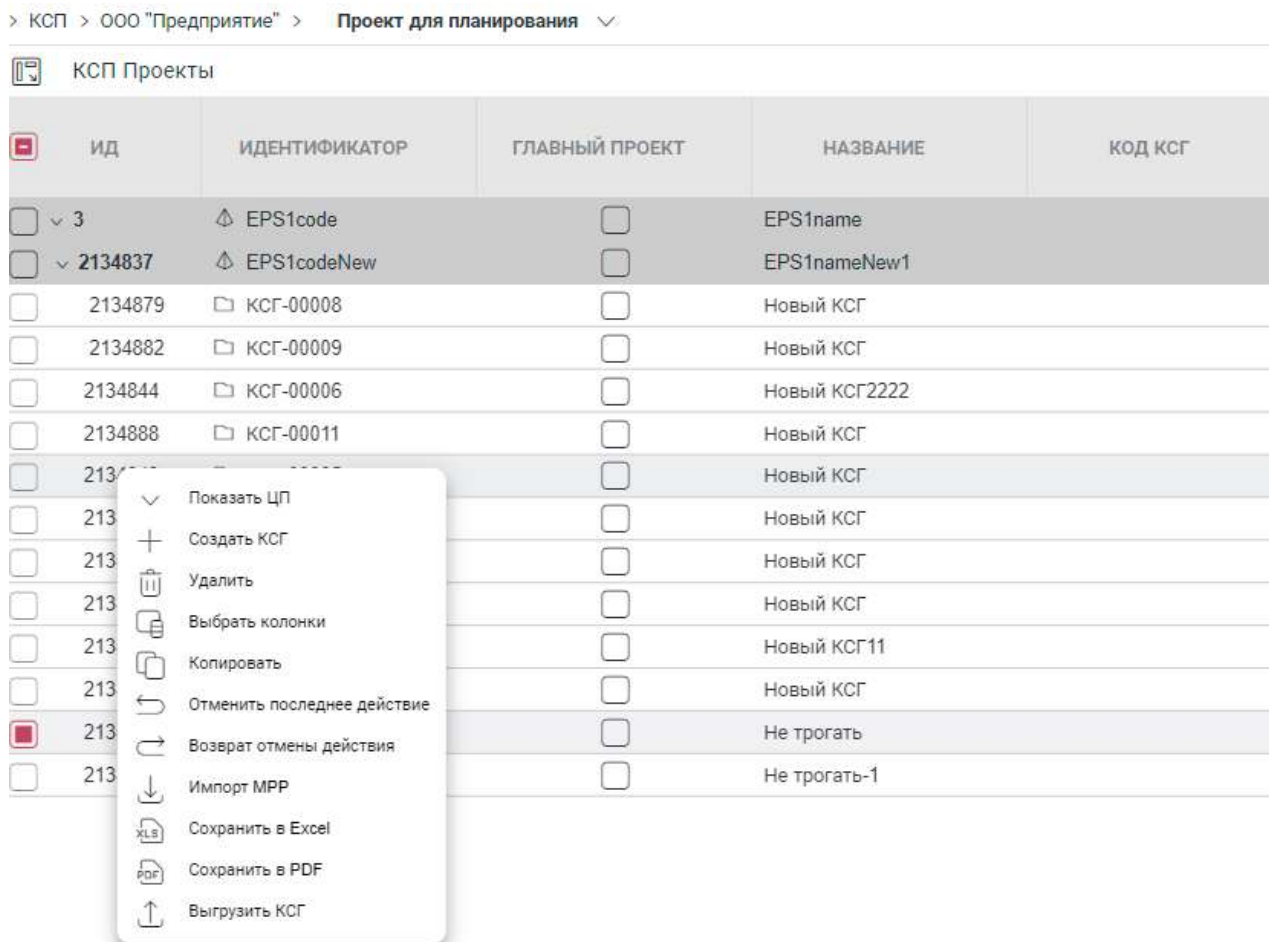 > КСП > ООО "Предприятие" > Проект для планирования
КСП Проекты
ИД ИДЕНТИФИКАТОР ГЛАВНЫЙ ПРОЕКТ НАЗВАНИЕ КОД КСГ
3 EPS1code EPS1name
2134837 EPS1codeNew EPS1nameNew1
2134879 КСГ-00008 Новый КСГ
2134882 КСГ-00009 Новый КСГ
2134844 КСГ-00006 Новый КСГ2222
2134888 КСГ-00011 Новый КСГ
Новый КСГ
Показать ЦП
213 Новый КСГ
Создать КСГ
213 Новый КСГ
Удалить
213 Новый КСГ
Выбрать колонки
213 Новый КСГ11
Копировать
213 Новый КСГ
Отменить последнее действие
213 Не трогать
Возврат отмены действия
213 Не трогать-1
Импорт MPP
XLS Сохранить в Excel
PDF Сохранить в PDF
Выгрузить КСГ